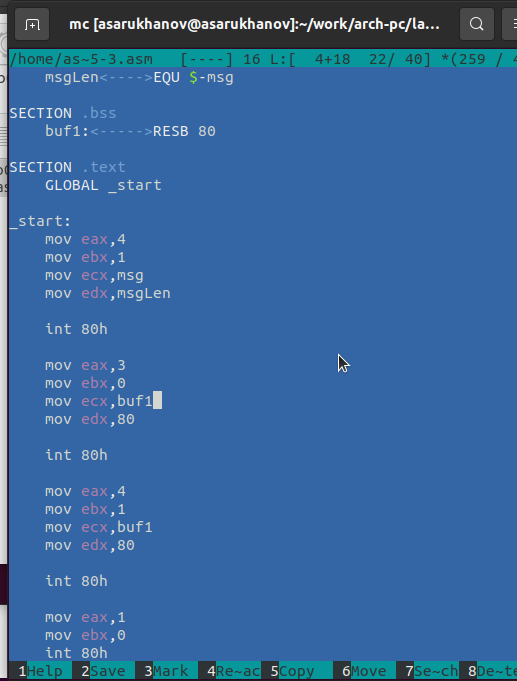 mc [asarukhanov@asarukhanov]:~/work/arch-pc/la...
/home/as~5-3.asm [----] 16 L:[ 4+18 22/ 40] *(259 /
msgLen<---->EQU $-msg
SECTION .bss
buf1:<----->RESB 80
SECTION .text
GLOBAL _start
_start:
mov eax,4
mov ebx,1
mov ecx,msg
mov edx,msgLen
int 80h
mov eax,3
mov ebx,0
mov ecx,buf1
mov edx,80
int 80h
mov eax,4
mov ebx,1
mov ecx,buf1
mov edx,80
int 80h
mov eax,1
mov ebx,0
int 80h
1Help 2Save 3Mark 4Re~ac 5Copy 6Move 7Se~ch 8De~te